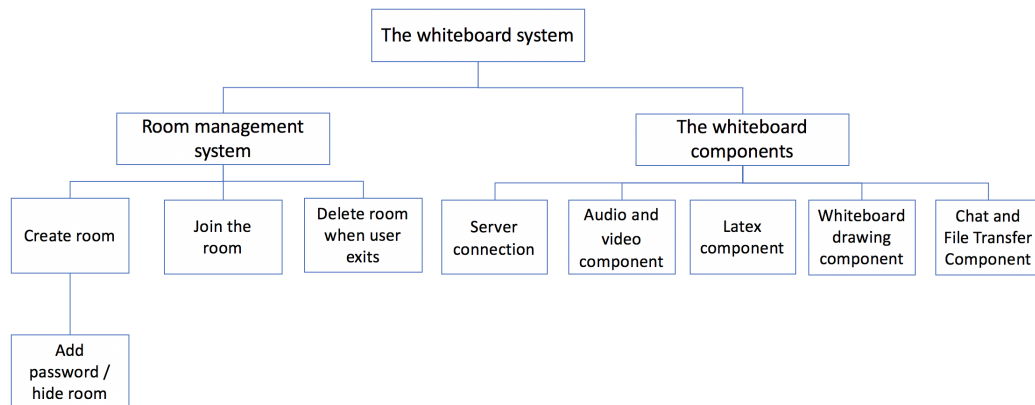 The whiteboard system
Room management
system
The whiteboard
components
Create room
Join the
room
Delete room
when user
exits
Server
connection
Audio and
video
component
Latex
component
Whiteboard
drawing
component
Chat and
File Transfer
Component
Add
password /
hide room